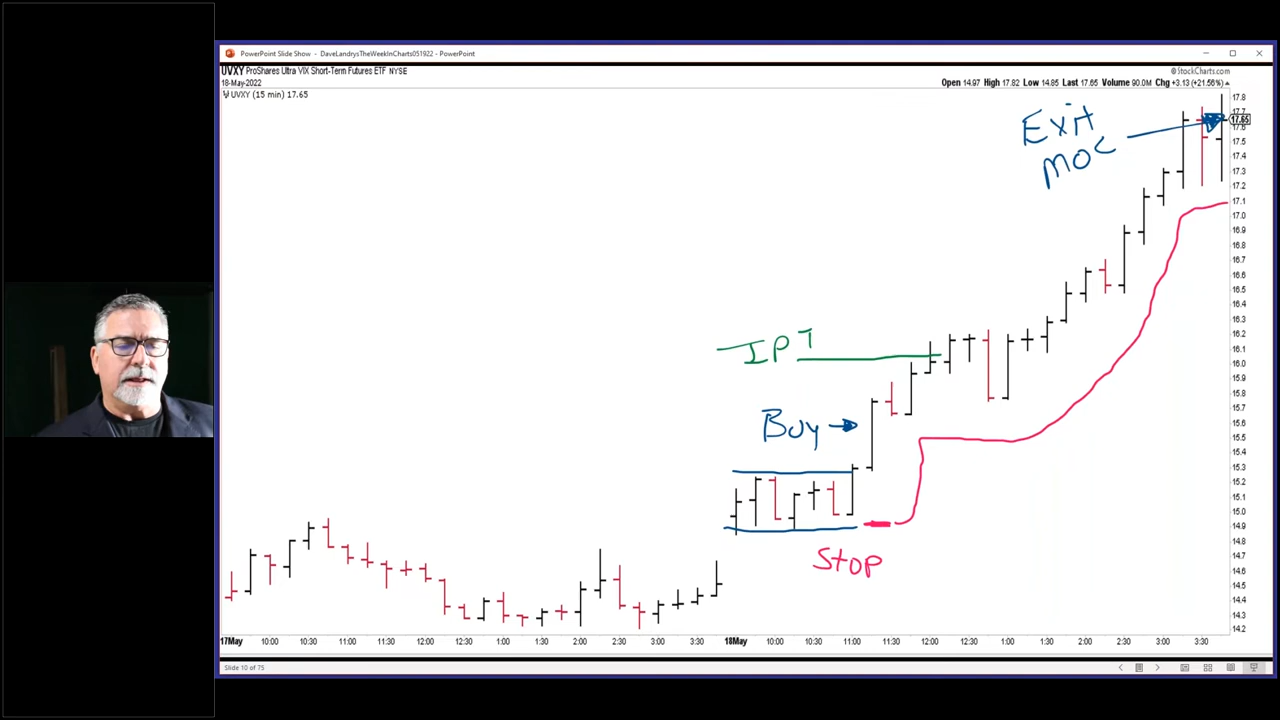 PowerPoint Slide Show - DaveLandrysTheWeekInCharts051922 - PowerPoint
UVXY ProShares Ultra VIX Short-Term Futures ETF NYSE
© StockCharts.com
18-May-2022
Open 14.97 High 17.82 Low 14.85 Last 17.65 Volume 90.0M Chg +3.13 (+21.56%)
UVXY (15 min) 17.65
17.8
17.7
17.65
17.6
17.5
17.4
17.3
17.2
17.1
17.0
16.9
16.8
16.7
16.6
16.5
16.4
16.3
16.2
16.1
16.0
15.9
15.8
15.7
15.6
15.5
15.4
15.3
15.2
15.1
15.0
14.9
14.8
14.7
14.6
14.5
14.4
14.3
14.2
Exit
MOC
IPT
Buy
Stop
17May 10:00 10:30 11:00 11:30 12:00 12:30 1:00 1:30 2:00 2:30 3:00 3:30 18May 10:00 10:30 11:00 11:30 12:00 12:30 1:00 1:30 2:00 2:30 3:00 3:30
Slide 10 of 75